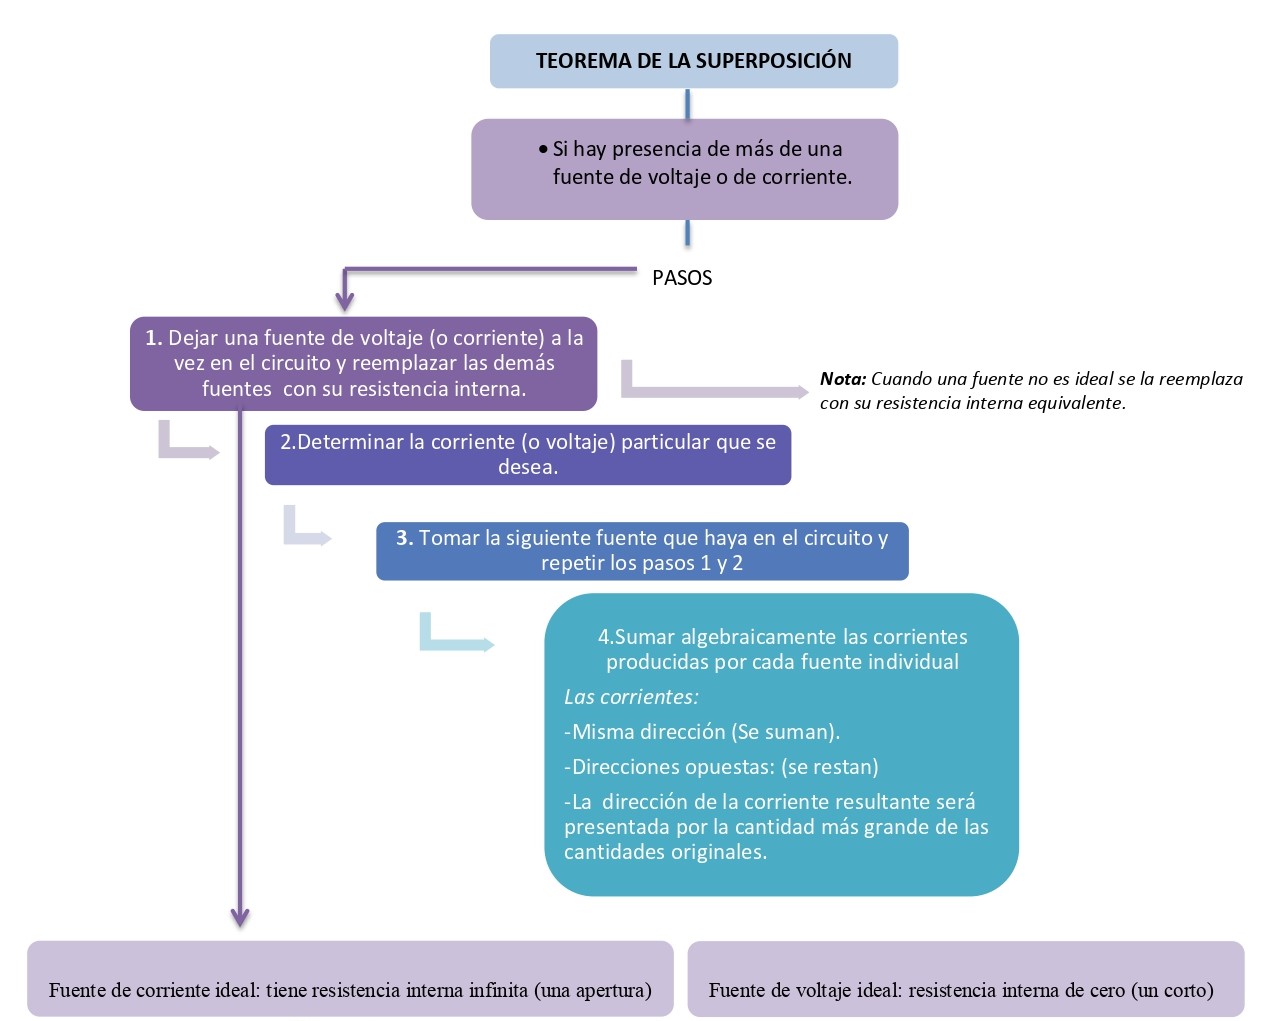 TEOREMA DE LA SUPERPOSICIÓN
• Si hay presencia de más de una
fuente de voltaje o de corriente.
PASOS
1. Dejar una fuente de voltaje (o corriente) a la
vez en el circuito y reemplazar las demás
fuentes con su resistencia interna.
Nota: Cuando una fuente no es ideal se la reemplaza
con su resistencia interna equivalente.
2.Determinar la corriente (o voltaje) particular que se
desea.
3. Tomar la siguiente fuente que haya en el circuito y
repetir los pasos 1 y 2
4.Sumar algebraicamente las corrientes
producidas por cada fuente individual
Las corrientes:
-Misma dirección (Se suman).
-Direcciones opuestas: (se restan)
-La dirección de la corriente resultante será
presentada por la cantidad más grande de las
cantidades originales.
Fuente de corriente ideal: tiene resistencia interna infinita (una apertura)
Fuente de voltaje ideal: resistencia interna de cero (un corto)